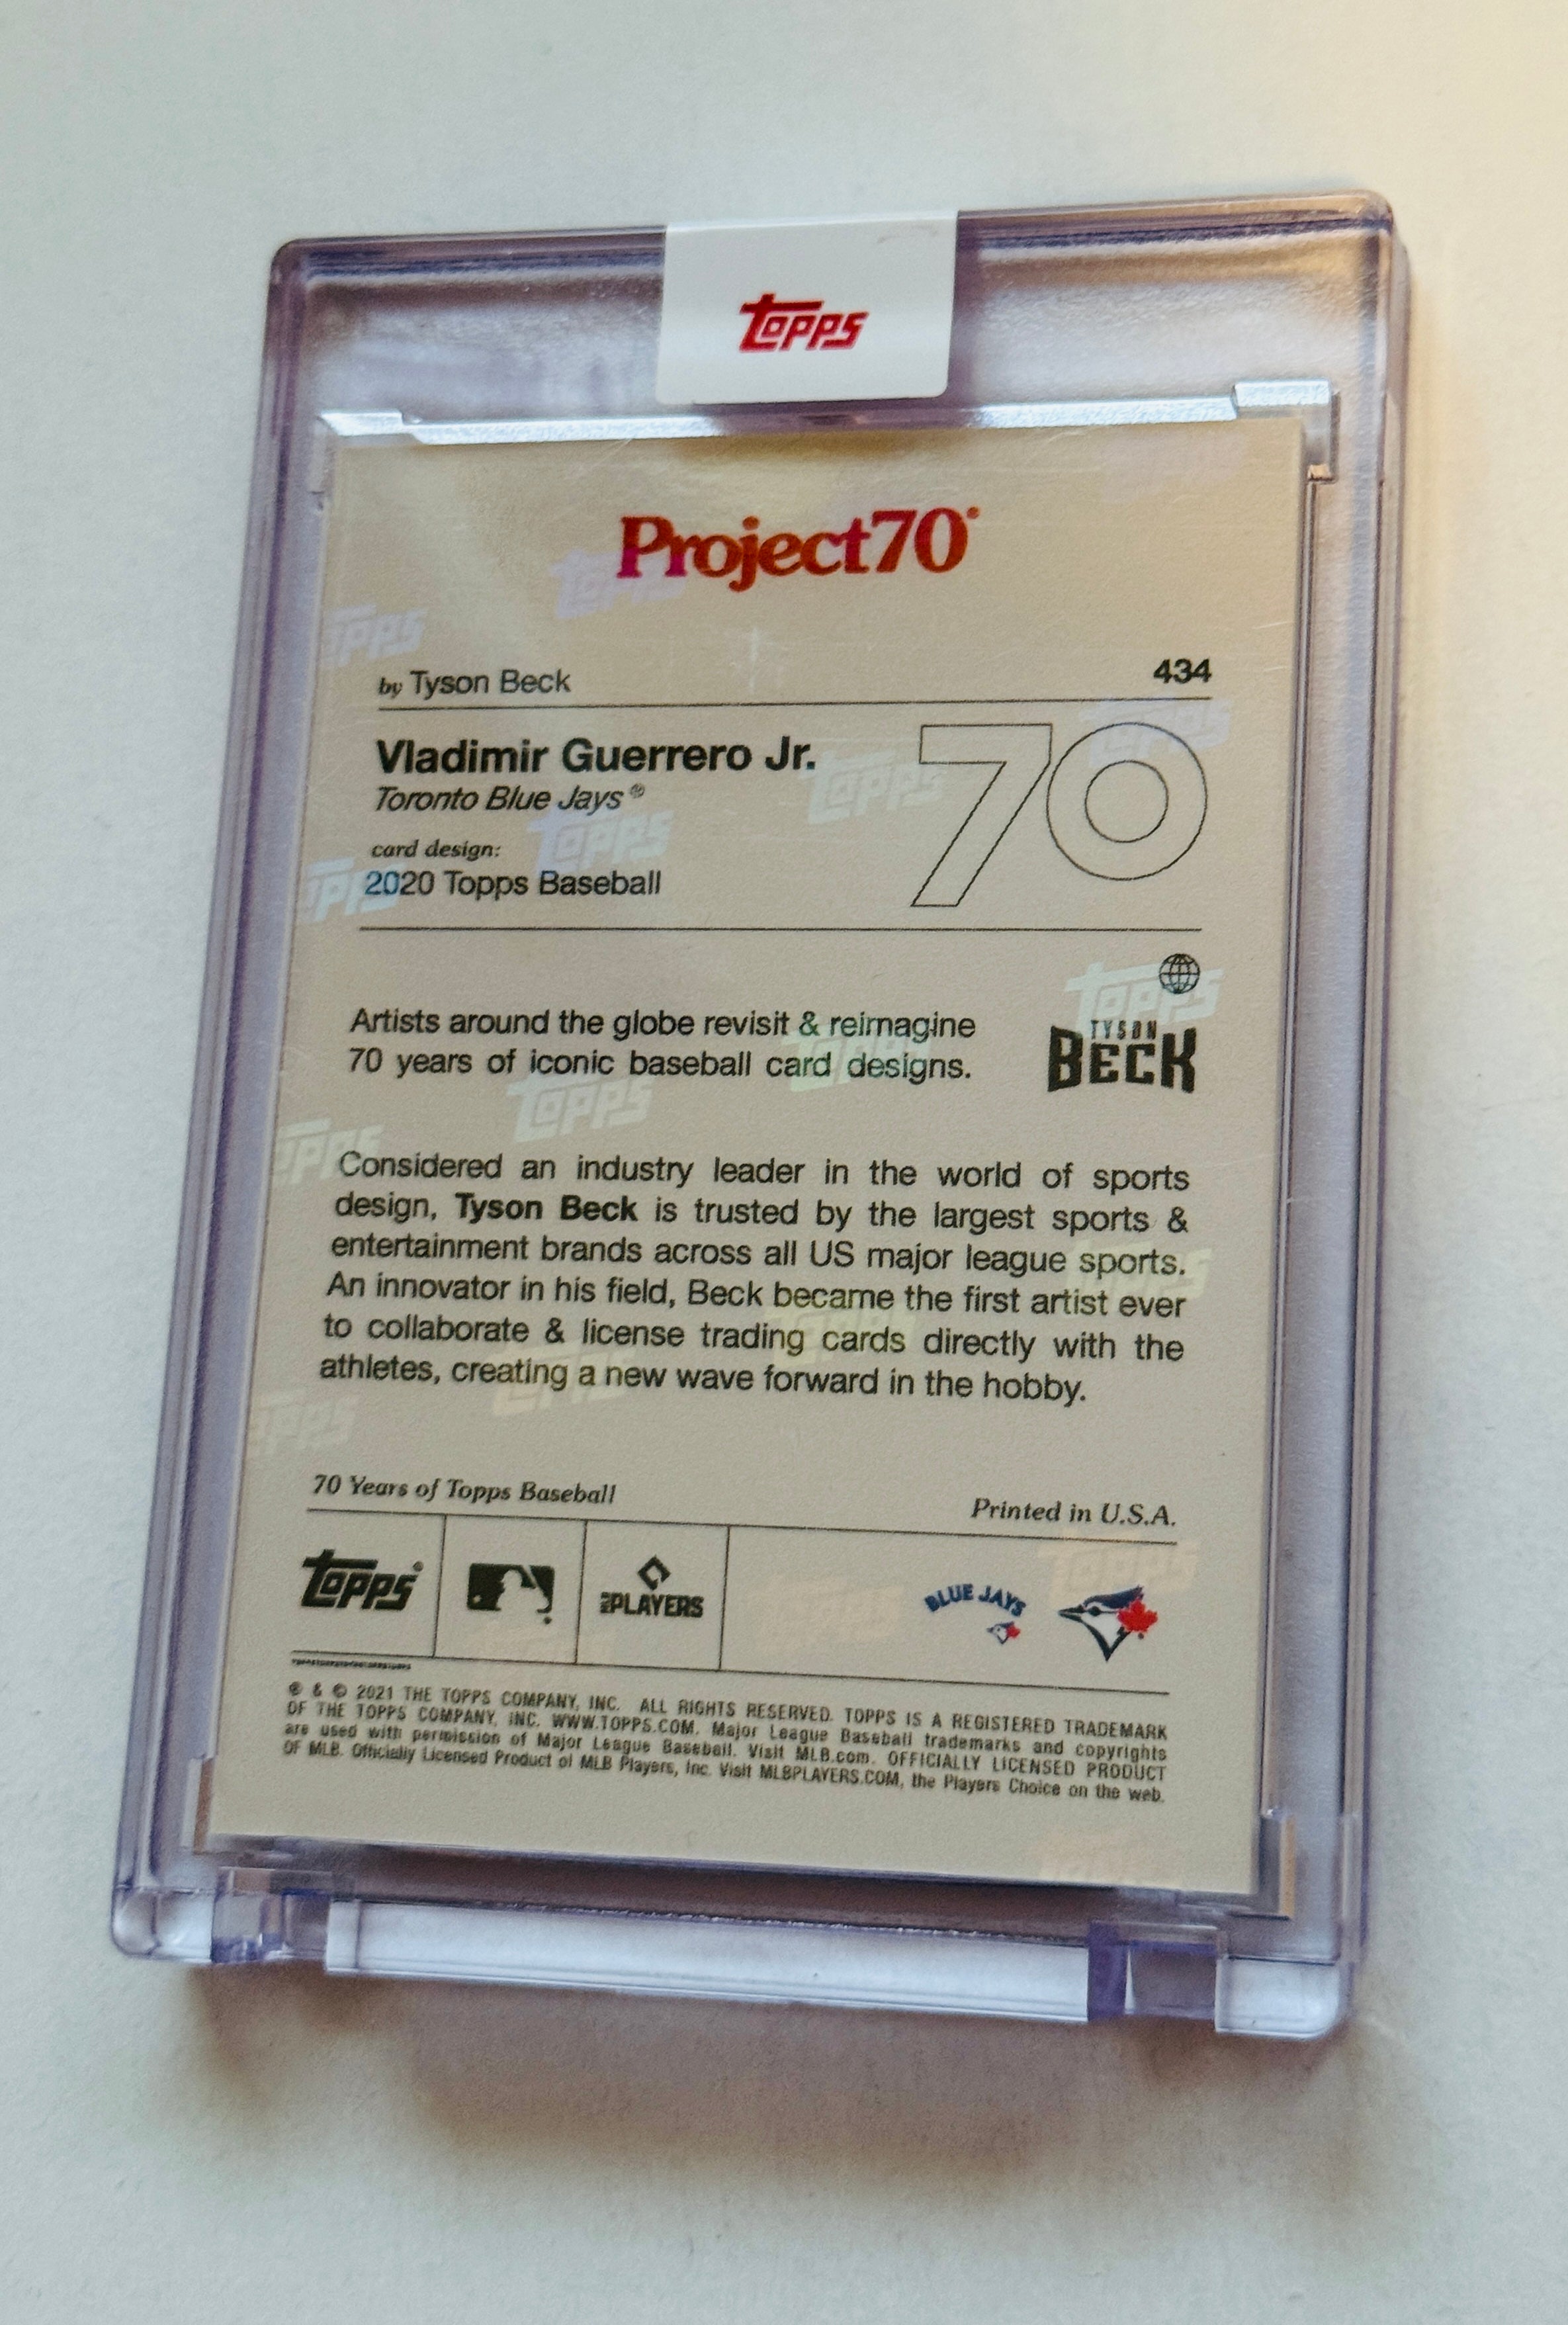 Topps
Project70
by Tyson Beck 434
Vladimir Guerrero Jr.
Toronto Blue Jays®
card design:
2020 Topps Baseball
70
Artists around the globe revisit & reimagine
70 years of iconic baseball card designs.
TYSON
BECK
Considered an industry leader in the world of sports
design, Tyson Beck is trusted by the largest sports &
entertainment brands across all US major league sports.
An innovator in his field, Beck became the first artist ever
to collaborate & license trading cards directly with the
athletes, creating a new wave forward in the hobby.
70 Years of Topps Baseball
Printed in U.S.A.
Topps®
PLAYERS
BLUE JAYS
® & © 2021 THE TOPPS COMPANY, INC. ALL RIGHTS RESERVED. TOPPS IS A REGISTERED TRADEMARK
OF THE TOPPS COMPANY, INC. WWW.TOPPS.COM. Major League Baseball trademarks and copyrights
are used with permission of Major League Baseball. Visit MLB.com. OFFICIALLY LICENSED PRODUCT
OF MLB. Officially Licensed Product of MLB Players, Inc. Visit MLBPLAYERS.COM, the Players Choice on the web.